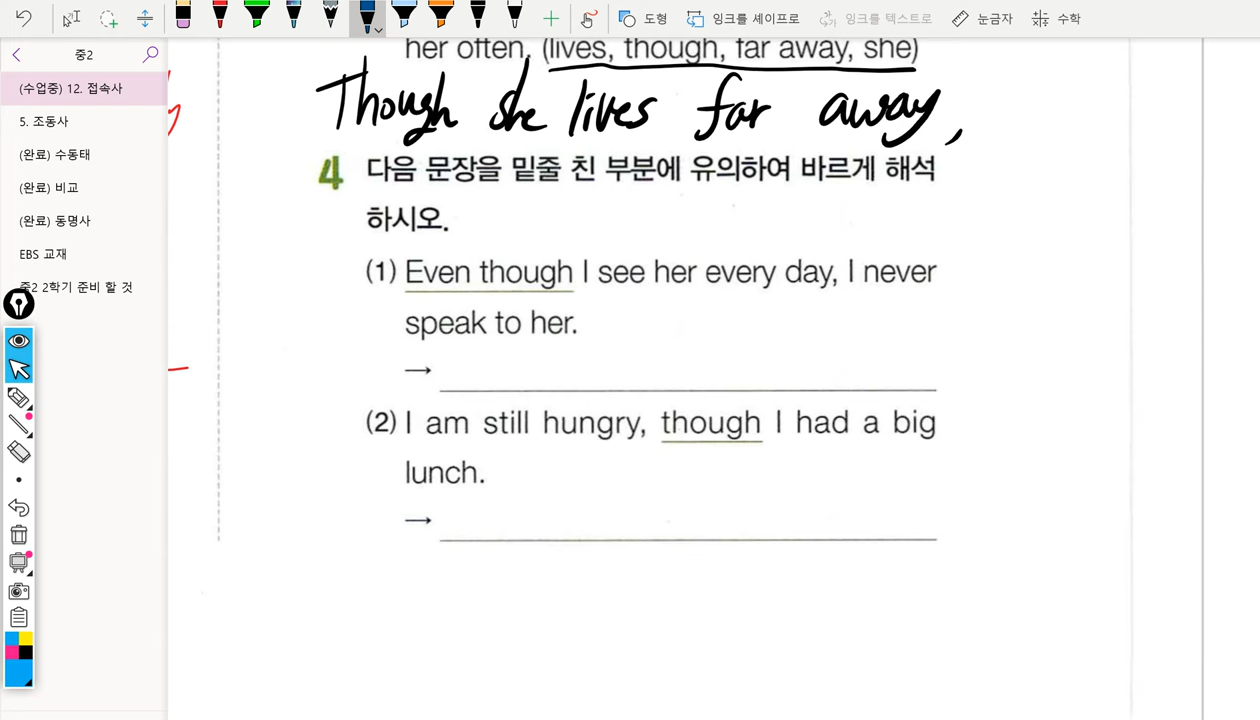 도형
잉크를 셰이프로
잉크를 텍스트로
눈금자
수학
중2
(수업중) 12. 접속사
5. 조동사
(완료) 수동태
(완료) 비교
(완료) 동명사
EBS 교재
중2 2학기 준비 할 것
her often. (lives, though, far away, she)
Though she lives far away,
4 다음 문장을 밑줄 친 부분에 유의하여 바르게 해석
하시오.
(1) Even though I see her every day, I never
speak to her.
→
(2) I am still hungry, though I had a big
lunch.
→